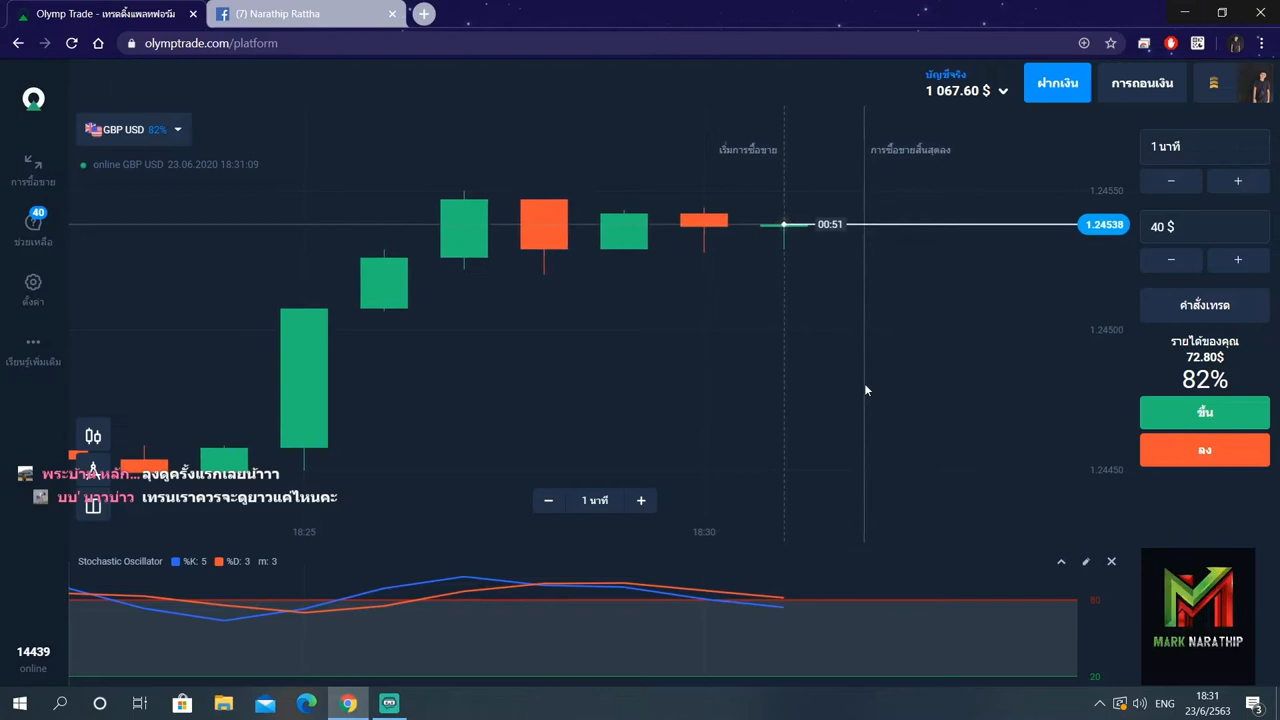 Olymp Trade - เทรดดิ้งแพลทฟอร์ม
(7) Narathip Rattha
olymptrade.com/platform
บัญชีจริง
1 067.60 $
ฝากเงิน
การถอนเงิน
GBP USD 82%
online GBP USD 23.06.2020 18:31:09
เริ่มการซื้อขาย
การซื้อขายสิ้นสุดลง
การซื้อขาย
40
ช่วยเหลือ
ตั้งค่า
เรียนรู้เพิ่มเติม
1.24550
00:51
1.24538
1.24500
1.24450
1 นาที
40 $
คำสั่งเทรด
รายได้ของคุณ
72.80$
82%
ขึ้น
ลง
ลุงดูครั้งแรกเลยน้าาา
เทรนเราควรจะดูยาวแค่ไหนคะ
1 นาที
18:25
18:30
Stochastic Oscillator %K: 5 %D: 3 m: 3
80
20
MARK NARATHIP
14439
online
ENG
18:31
23/6/2563
3